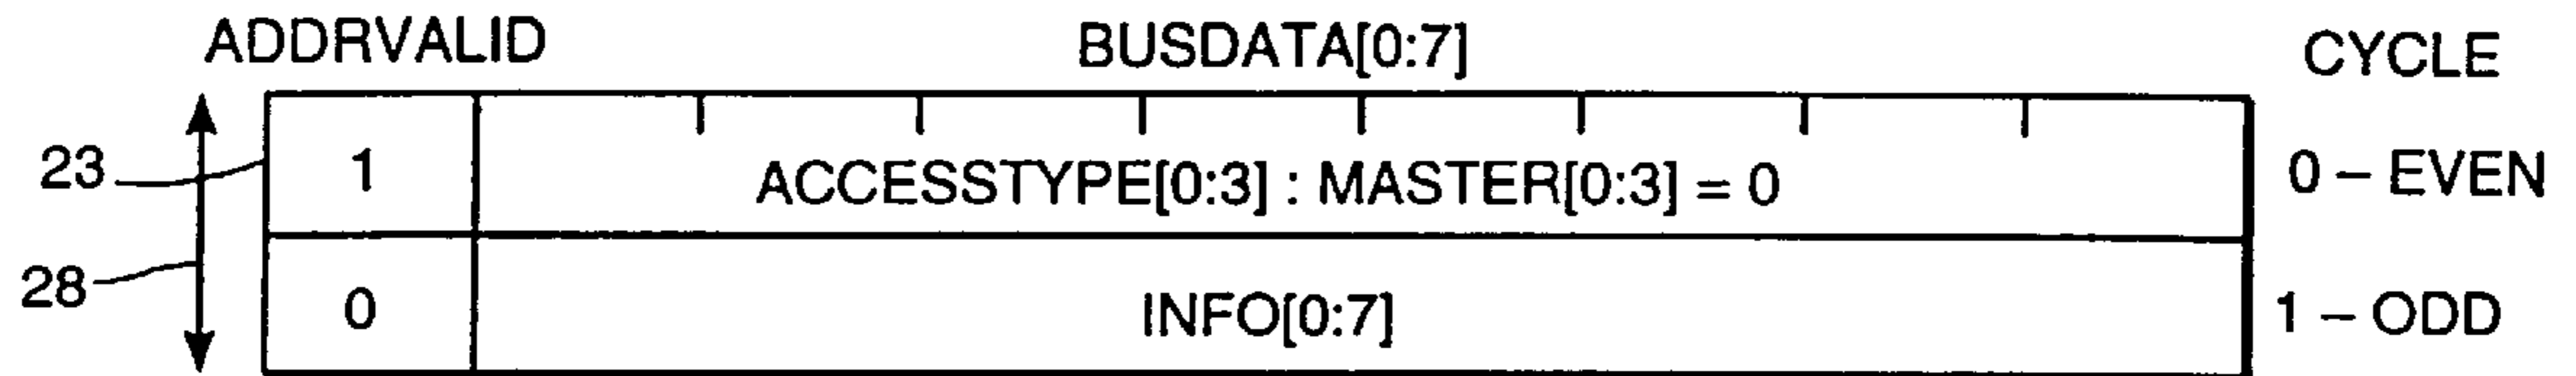 ADDRVALID BUSDATA[0:7] CYCLE
23 1 ACCESSTYPE[0:3] : MASTER[0:3] = 0 0 – EVEN
28 0 INFO[0:7] 1 – ODD